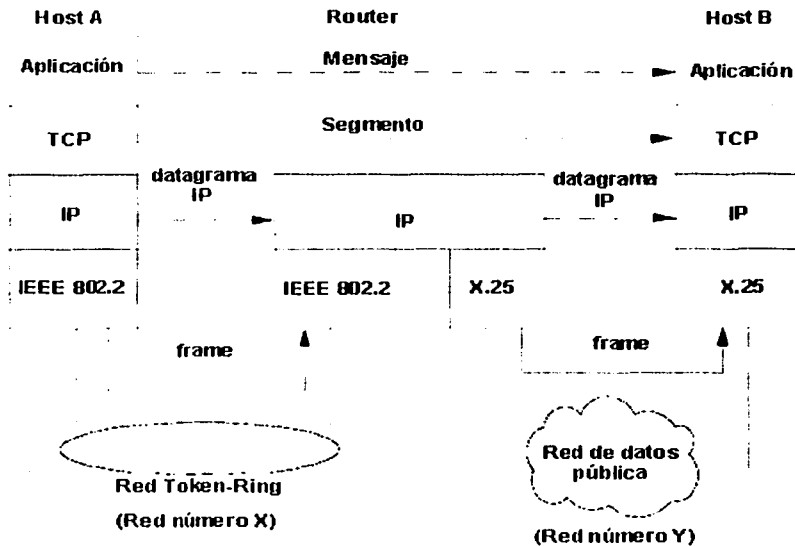 Host A Router Host B
Aplicación Mensaje Aplicación
TCP Segmento TCP
datagrama IP datagrama IP
IP IP IP
IEEE 802.2 IEEE 802.2 X.25 X.25
frame frame
Red de datos pública
Red Token-Ring
(Red número X)
(Red número Y)